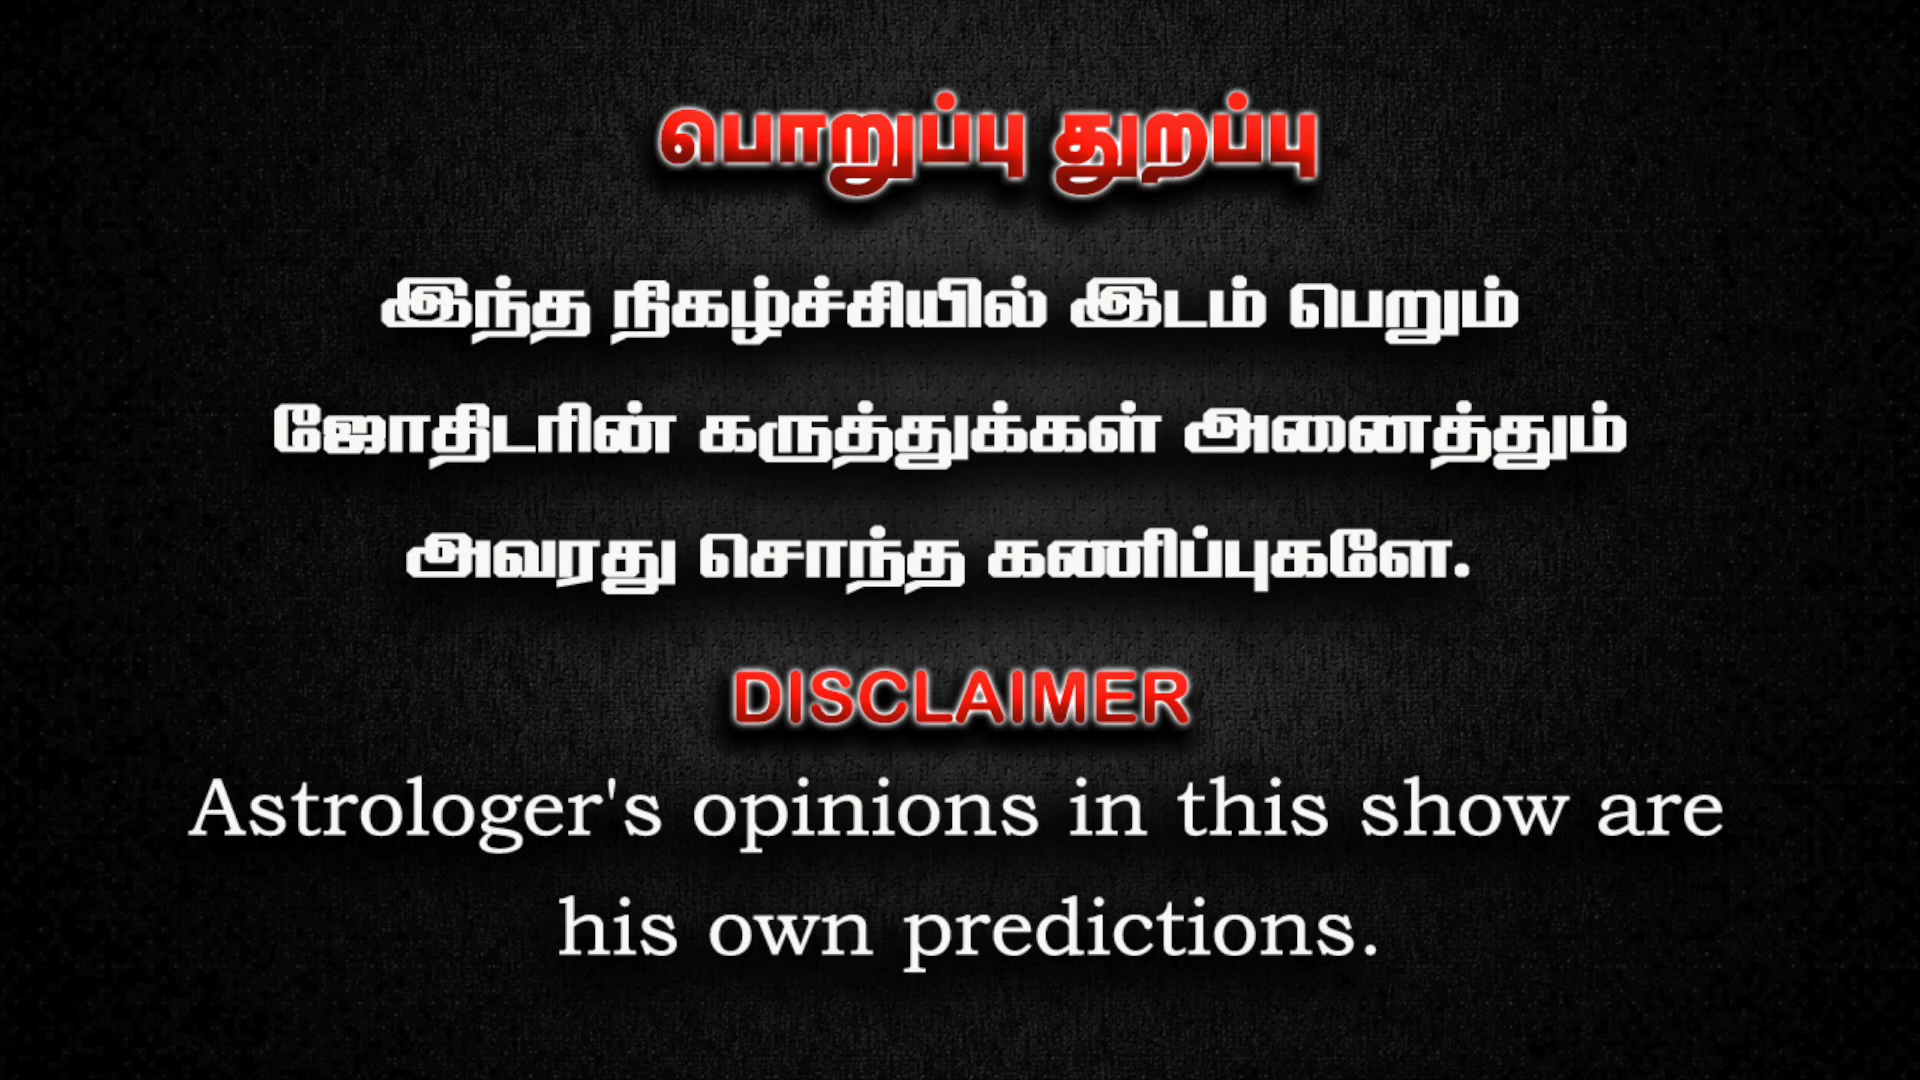 பொறுப்பு துறப்பு
இந்த நிகழ்ச்சியில் இடம் பெறும்
ஜோதிடரின் கருத்துக்கள் அனைத்தும்
அவரது சொந்த கணிப்புகளே.
DISCLAIMER
Astrologer's opinions in this show are
his own predictions.